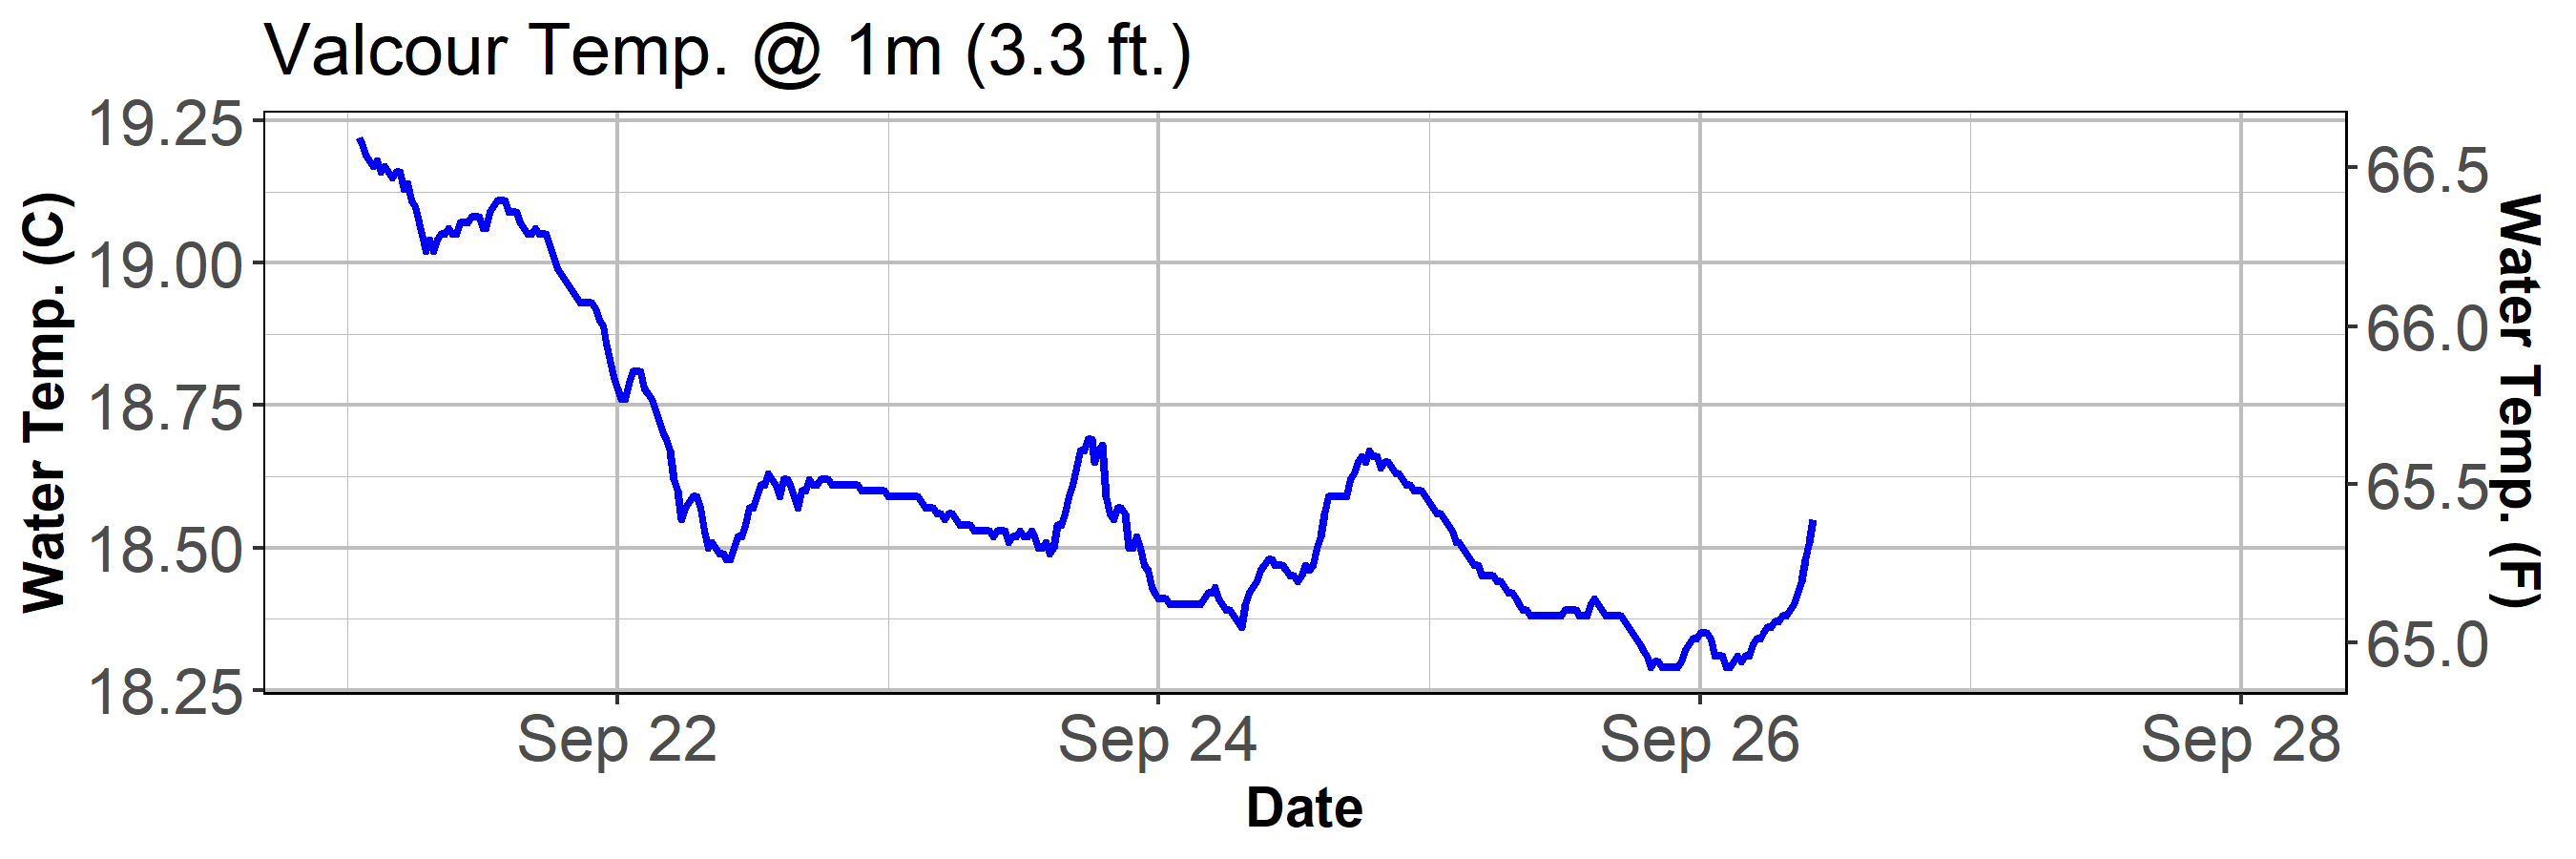 Valcour Temp. @ 1m (3.3 ft.)
Water Temp. (C)
19.25
19.00
18.75
18.50
18.25
66.5
66.0
65.5
65.0
Water Temp. (F)
Sep 22 Sep 24 Sep 26 Sep 28
Date